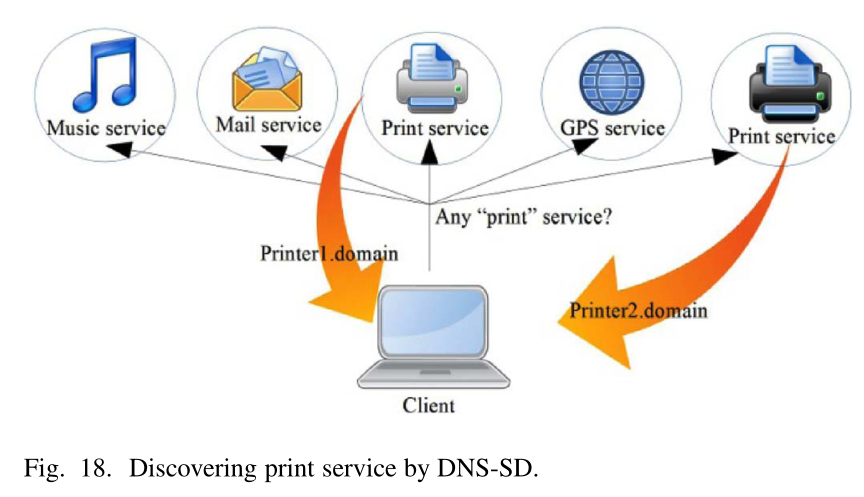 Music service
Mail service
Print service
GPS service
Print service
Any “print” service?
Printer1.domain
Printer2.domain
Client
Fig. 18. Discovering print service by DNS-SD.